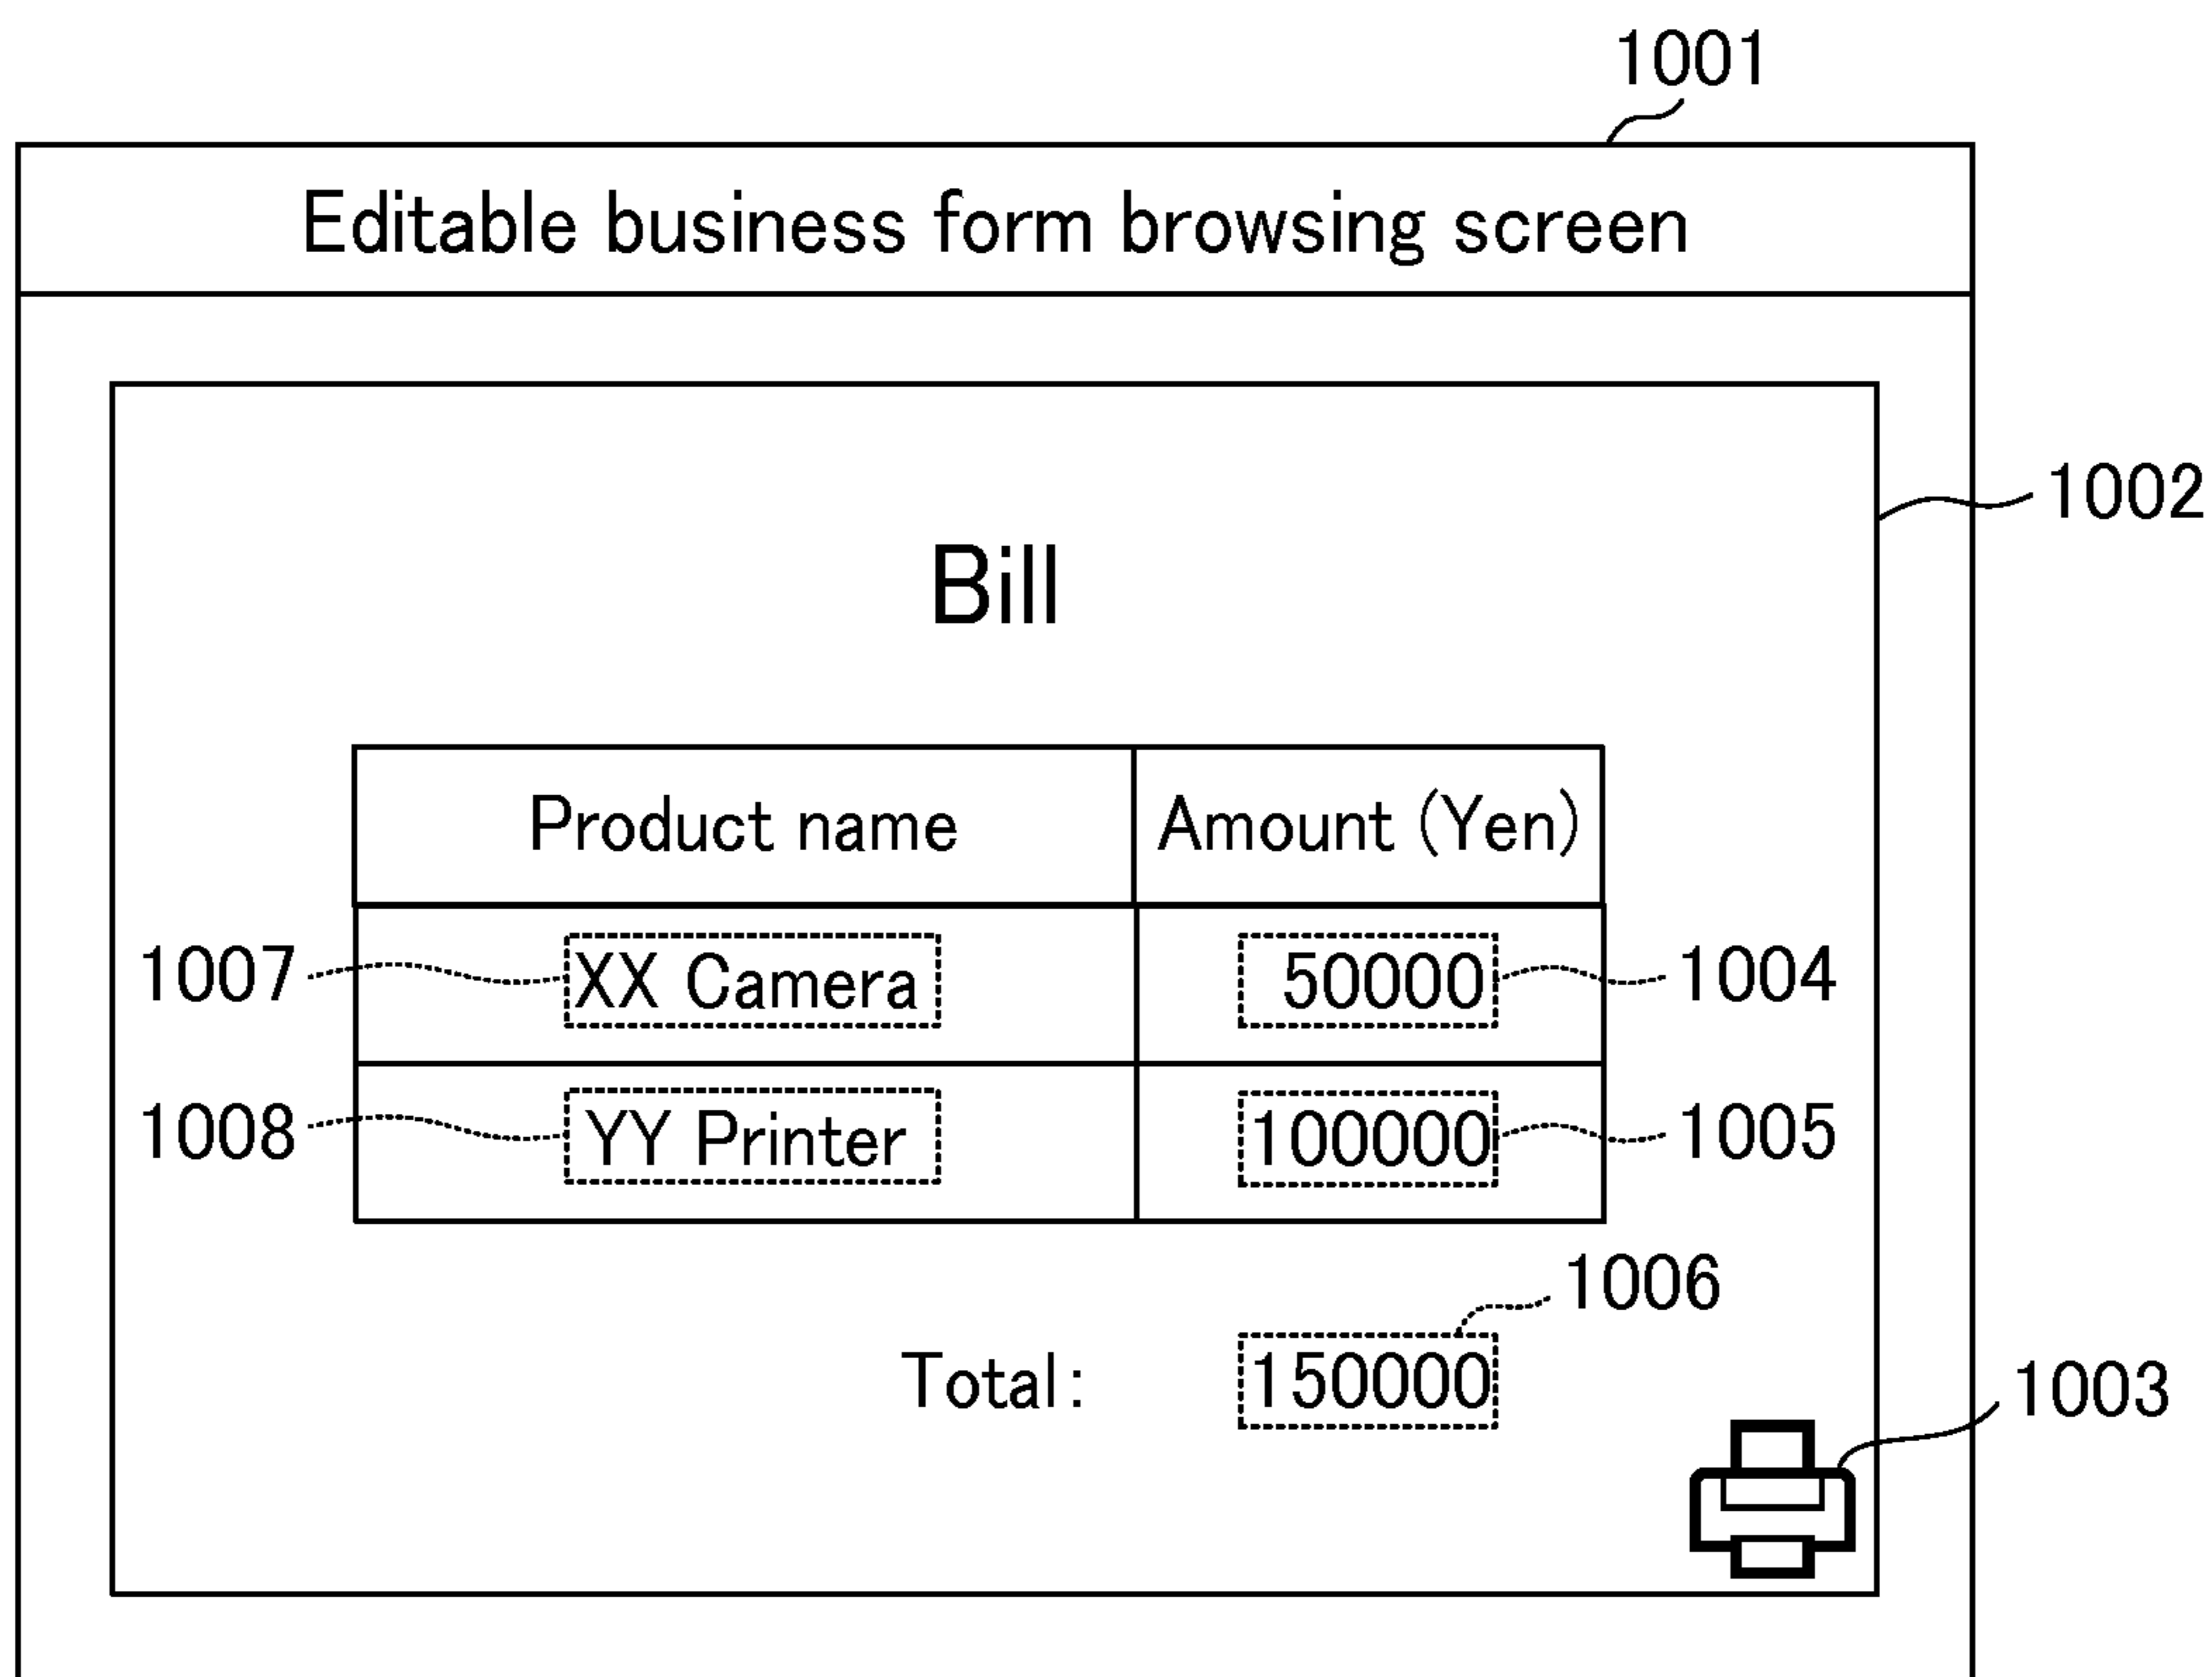 1001
Editable business form browsing screen
1002
Bill
Product name Amount (Yen)
1007 XX Camera 50000 1004
1008 YY Printer 100000 1005
1006
Total: 150000
1003